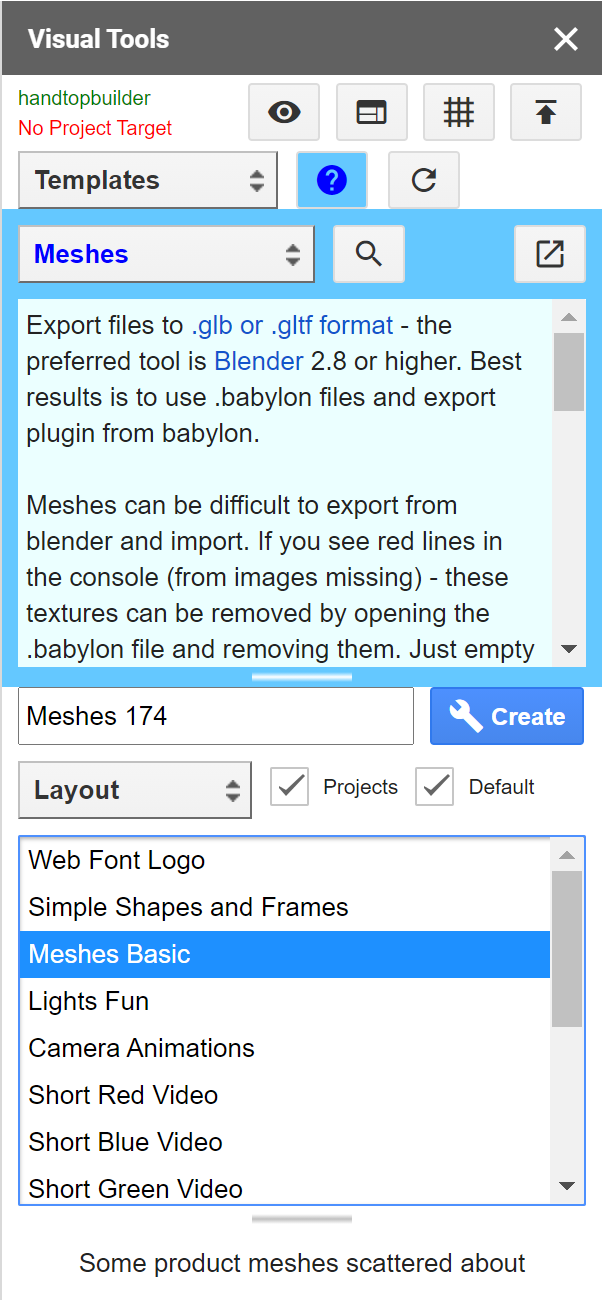 Visual Tools
handtopbuilder
No Project Target
Templates
Meshes
Export files to .glb or .gltf format - the
preferred tool is Blender 2.8 or higher. Best
results is to use .babylon files and export
plugin from babylon.
Meshes can be difficult to export from
blender and import. If you see red lines in
the console (from images missing) - these
textures can be removed by opening the
.babylon file and removing them. Just empty
Meshes 174
Create
Layout
Projects
Default
Web Font Logo
Simple Shapes and Frames
Meshes Basic
Lights Fun
Camera Animations
Short Red Video
Short Blue Video
Short Green Video
Some product meshes scattered about